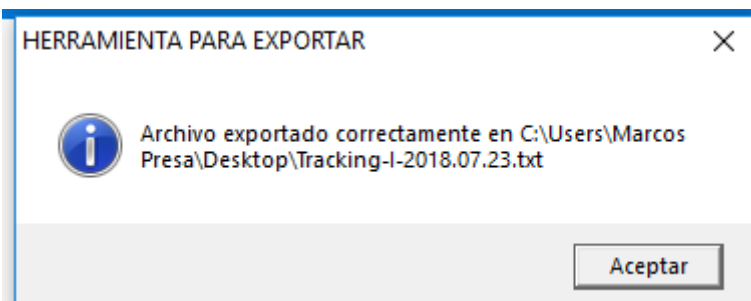 HERRAMIENTA PARA EXPORTAR
Archivo exportado correctamente en C:\Users\Marcos
Presa\Desktop\Tracking-I-2018.07.23.txt
Aceptar